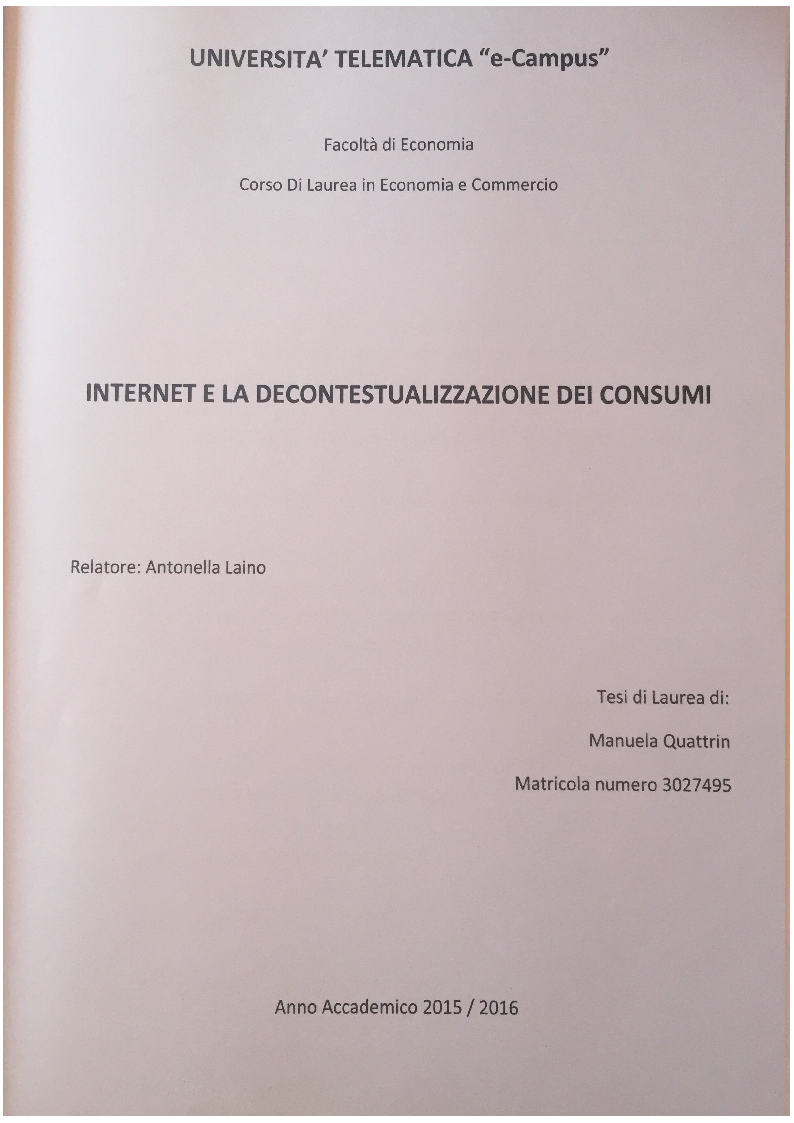 UNIVERSITA’ TELEMATICA “e-Campus”
Facoltà di Economia
Corso Di Laurea in Economia e Commercio
INTERNET E LA DECONTESTUALIZZAZIONE DEI CONSUMI
Relatore: Antonella Laino
Tesi di Laurea di:
Manuela Quattrin
Matricola numero 3027495
Anno Accademico 2015 / 2016